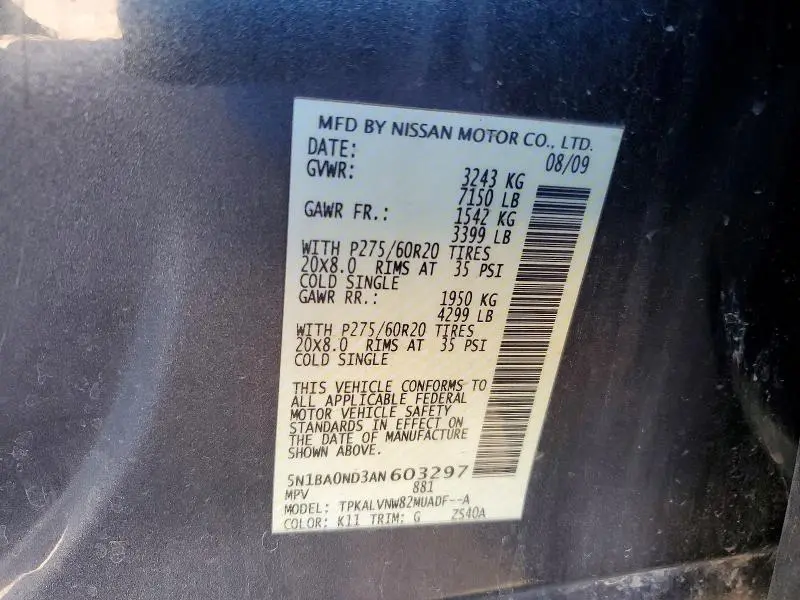 MFD BY NISSAN MOTOR CO., LTD.
DATE: 08/09
GVWR: 3243 KG
7150 LB
GAWR FR.: 1542 KG
3399 LB
WITH P275/60R20 TIRES
20X8.0 RIMS AT 35 PSI
COLD SINGLE
GAWR RR.: 1950 KG
4299 LB
WITH P275/60R20 TIRES
20X8.0 RIMS AT 35 PSI
COLD SINGLE
THIS VEHICLE CONFORMS TO
ALL APPLICABLE FEDERAL
MOTOR VEHICLE SAFETY
STANDARDS IN EFFECT ON
THE DATE OF MANUFACTURE
SHOWN ABOVE.
5N1BA0ND3AN603297
MPV 881
MODEL: TPKALVNW82MUADF--A
COLOR: K11 TRIM: G ZS40A